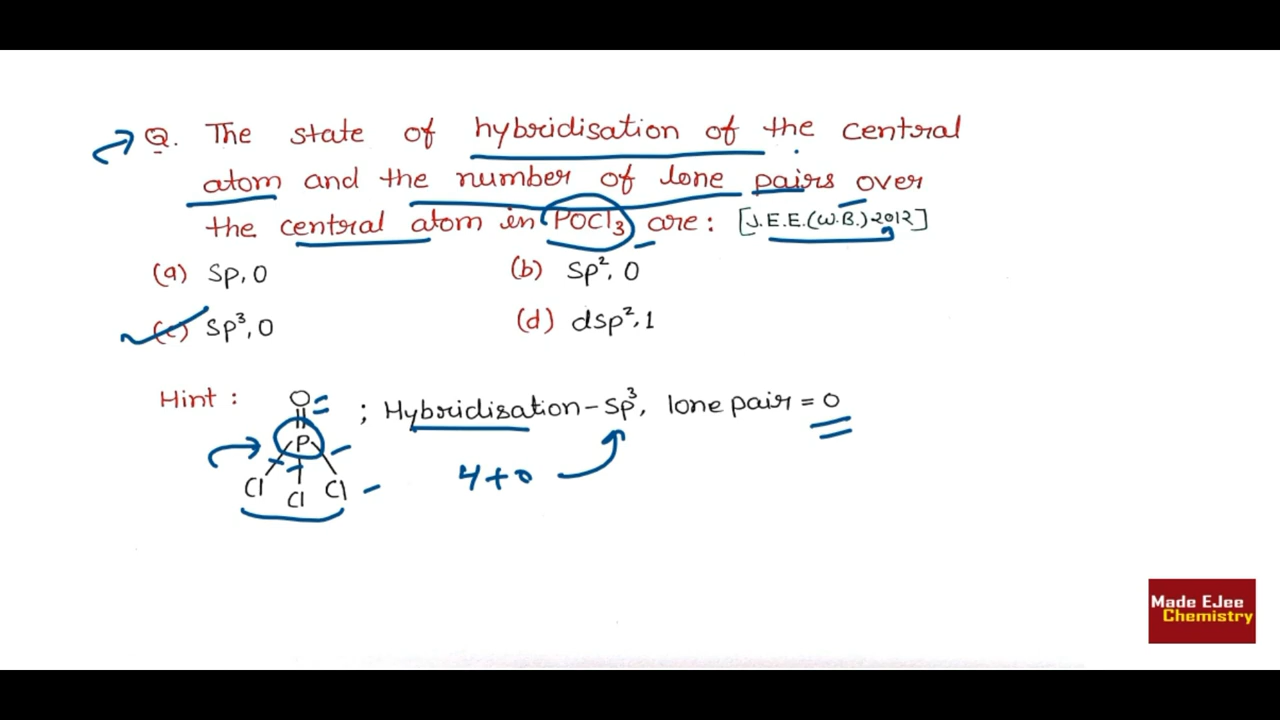 Q. The state of hybridisation of the central
atom and the number of lone pairs over
the central atom in POCl₃ are: [J.E.E.(W.B.) 2012]
(a) Sp, 0 (b) Sp², 0
(c) Sp³, 0 (d) dsp², 1
Hint : O ; Hybridisation - Sp³, lone pair = 0
P
Cl Cl Cl 4+0
Made EJee
Chemistry